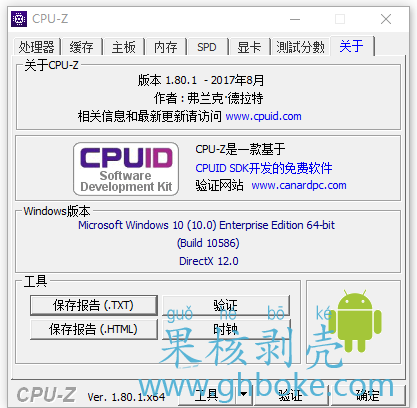 CPU-Z
处理器 缓存 主板 内存 SPD 显卡 測試分數 关于
关于CPU-Z
版本 1.80.1 - 2017年8月
作者 : 弗兰克·德拉特
相关信息和最新更新请访问 www.cpuid.com
CPUID
Software
Development Kit
CPU-Z是一款基于
CPUID SDK开发的免费软件
验证网站 www.canardpc.com
Windows版本
Microsoft Windows 10 (10.0) Enterprise Edition 64-bit
(Build 10586)
DirectX 12.0
工具
保存报告 (.TXT) 验证
保存报告 (.HTML) 时钟
guǒ he bō ké
果核剥壳
www.ghboke.com
CPU-Z Ver. 1.80.1.x64 工具 验证 确定